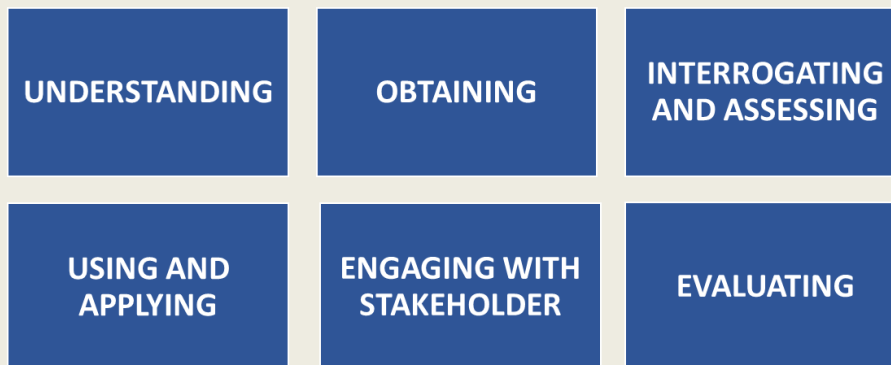 UNDERSTANDING
OBTAINING
INTERROGATING
AND ASSESSING
USING AND
APPLYING
ENGAGING WITH
STAKEHOLDER
EVALUATING